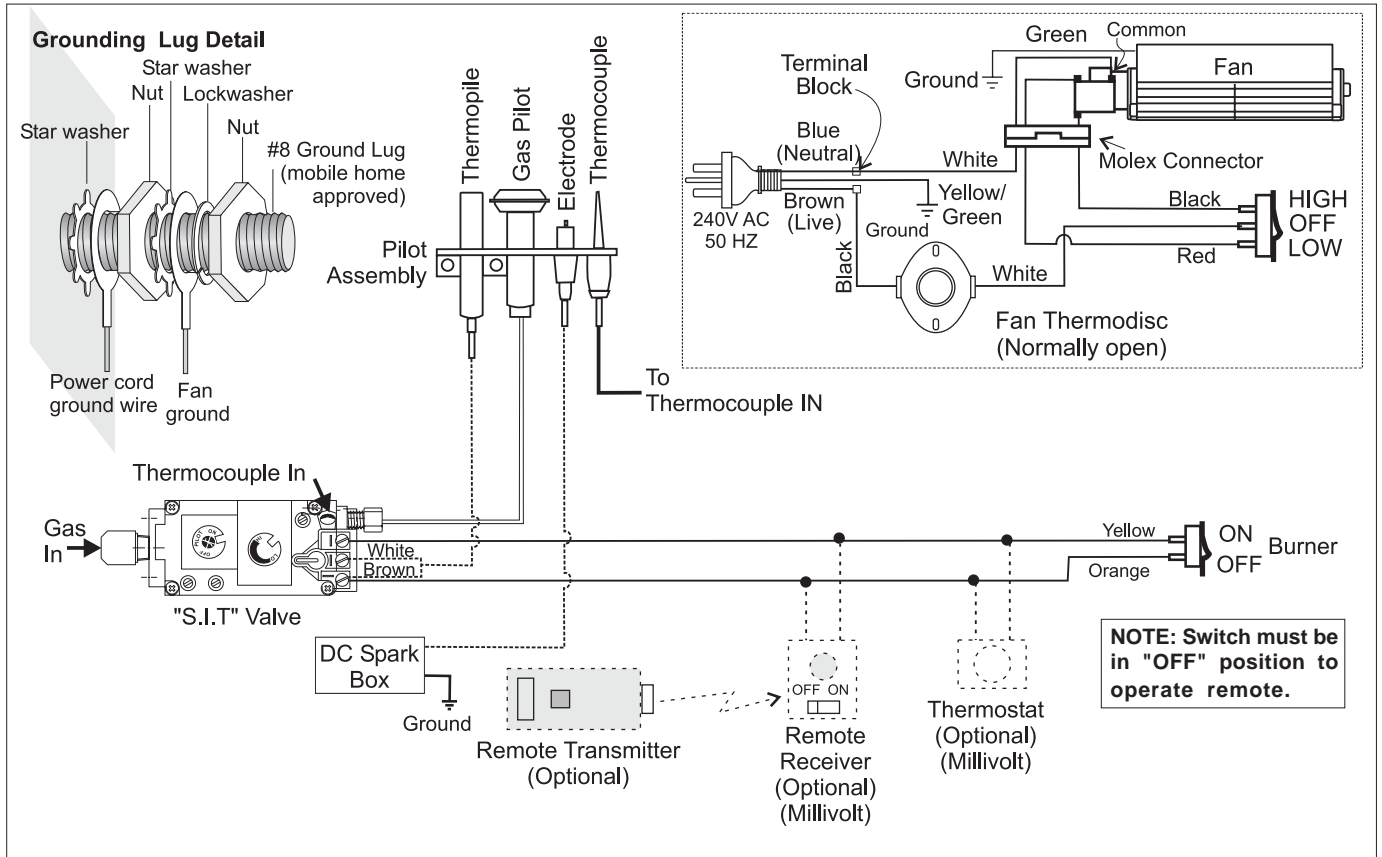 Grounding Lug Detail
Star washer
Nut
Lockwasher
Star washer
Nut
#8 Ground Lug
(mobile home
approved)
Power cord
ground wire
Fan
ground
Thermopile
Gas Pilot
Electrode
Thermocouple
Pilot
Assembly
To
Thermocouple IN
Green
Common
Ground
Fan
Terminal
Block
Blue
(Neutral)
White
Molex Connector
Yellow/
Green
Brown
(Live)
240V AC
50 HZ
Ground
Black
White
Black
Red
HIGH
OFF
LOW
Fan Thermodisc
(Normally open)
Thermocouple In
Gas
In
PILOT
ON
OFF
HI
LO
White
Brown
"S.I.T" Valve
Yellow
Orange
ON
OFF
Burner
DC Spark
Box
Ground
Remote Transmitter
(Optional)
OFF ON
Remote
Receiver
(Optional)
(Millivolt)
Thermostat
(Optional)
(Millivolt)
NOTE: Switch must be
in "OFF" position to
operate remote.